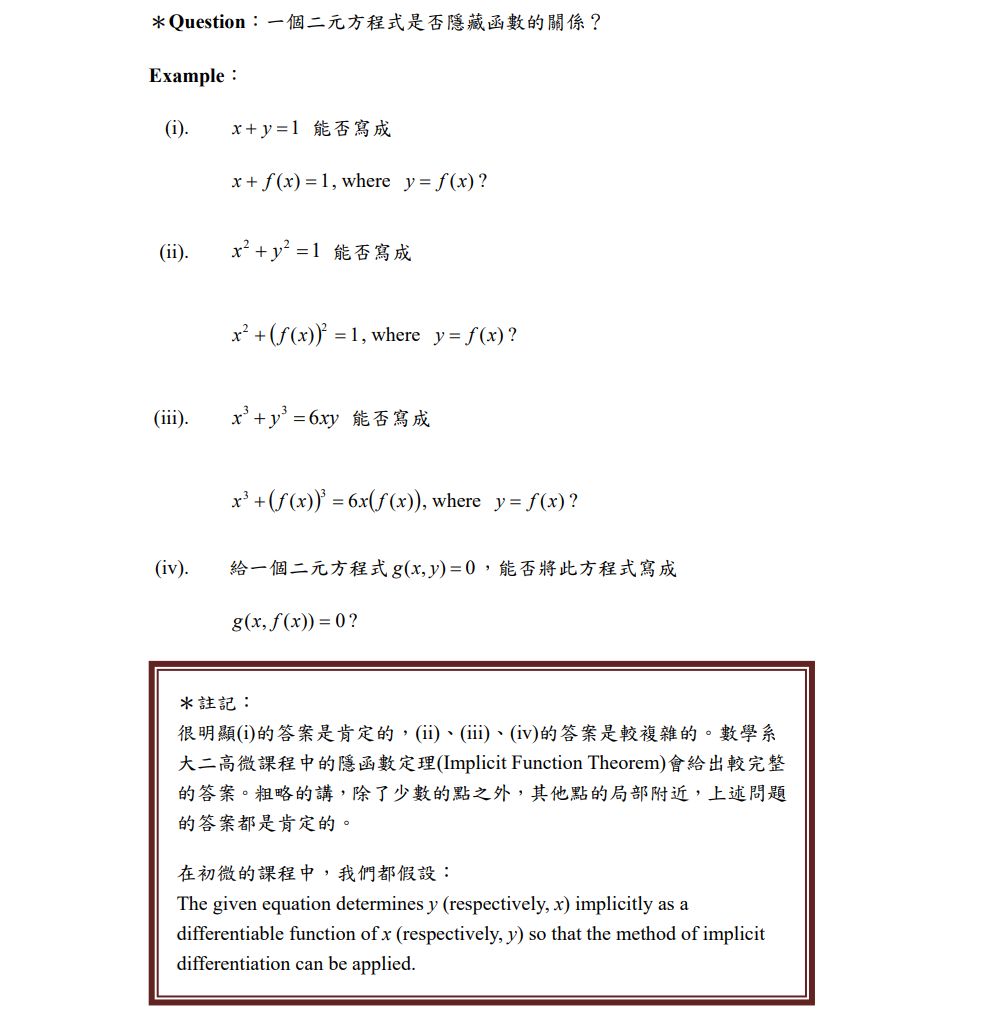 ＊Question：一個二元方程式是否隱藏函數的關係？
Example：
(i). x + y = 1 能否寫成
x + f(x) = 1, where y = f(x)?
(ii). x² + y² = 1 能否寫成
x² + (f(x))² = 1, where y = f(x)?
(iii). x³ + y³ = 6xy 能否寫成
x³ + (f(x))³ = 6x(f(x)), where y = f(x)?
(iv). 給一個二元方程式 g(x, y) = 0，能否將此方程式寫成
g(x, f(x)) = 0?
＊註記：
很明顯(i)的答案是肯定的，(ii)、(iii)、(iv)的答案是較複雜的。數學系
大二高微課程中的隱函數定理(Implicit Function Theorem)會給出較完整
的答案。粗略的講，除了少數的點之外，其他點的局部附近，上述問題
的答案都是肯定的。
在初微的課程中，我們都假設：
The given equation determines y (respectively, x) implicitly as a
differentiable function of x (respectively, y) so that the method of implicit
differentiation can be applied.